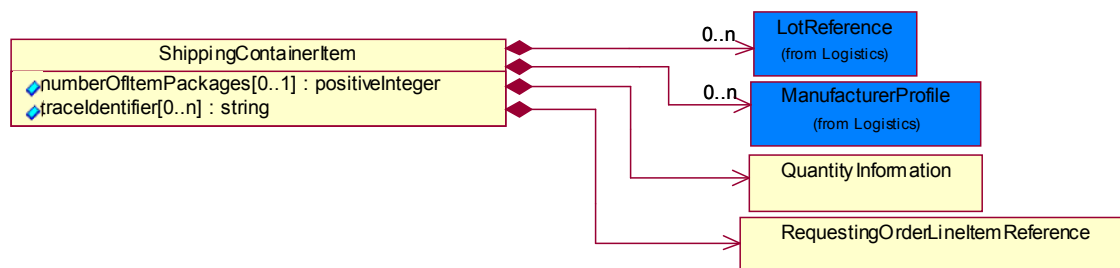 ShippingContainerItem
numberOfItemPackages[0..1] : positiveInteger
traceIdentifier[0..n] : string
0..n
LotReference
(from Logistics)
0..n
ManufacturerProfile
(from Logistics)
QuantityInformation
RequestingOrderLineItemReference